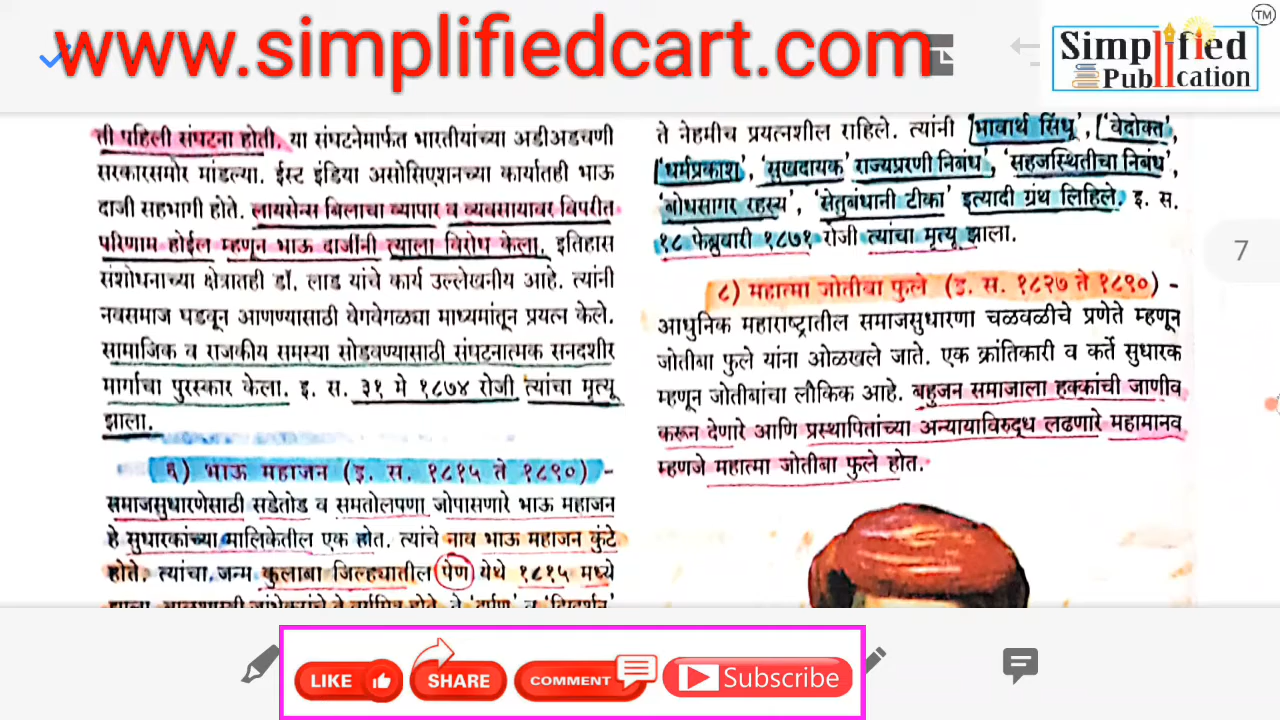 www.simplifiedcart.com
TM
Simplified
Publication
ती पहिली संघटना होती. या संघटनेमार्फत भारतीयांच्या अडीअडचणी
सरकारसमोर मांडल्या. ईस्ट इंडिया असोसिएशनच्या कार्यातही भाऊ
दाजी सहभागी होते. लायसेन्स बिलाचा व्यापार व व्यवसायावर विपरीत
परिणाम होईल म्हणून भाऊ दाजींनी त्याला विरोध केला. इतिहास
संशोधनाच्या क्षेत्रातही डॉ. लाड यांचे कार्य उल्लेखनीय आहे. त्यांनी
नवसमाज घडवून आणण्यासाठी वेगवेगळ्या माध्यमांतून प्रयत्न केले.
सामाजिक व राजकीय समस्या सोडवण्यासाठी संघटनात्मक सनदशीर
मार्गाचा पुरस्कार केला. इ. स. ३१ मे १८७४ रोजी त्यांचा मृत्यू
झाला.
६) भाऊ महाजन (इ. स. १८१५ ते १८९०) -
समाजसुधारणेसाठी सडेतोड व समतोलपणा जोपासणारे भाऊ महाजन
हे सुधारकांच्या मालिकेतील एक होत. त्यांचे नाव भाऊ महाजन कुंटे
होते. त्यांचा जन्म कुलाबा जिल्ह्यातील पेण येथे १८१५ मध्ये
ते नेहमीच प्रयत्नशील राहिले. त्यांनी 'भावार्थ सिंधू', 'वेदोक्त',
'धर्मप्रकाश', 'सुखदायक' राज्यप्ररणी निबंध', 'सहजस्थितीचा निबंध',
'बोधसागर रहस्य', 'सेतुबंधानी टीका' इत्यादी ग्रंथ लिहिले. इ. स.
१८ फेब्रुवारी १८७१ रोजी त्यांचा मृत्यू झाला.
८) महात्मा जोतीबा फुले (इ. स. १८२७ ते १८९०) -
आधुनिक महाराष्ट्रातील समाजसुधारणा चळवळीचे प्रणेते म्हणून
जोतीबा फुले यांना ओळखले जाते. एक क्रांतिकारी व कर्ते सुधारक
म्हणून जोतीबांचा लौकिक आहे. बहुजन समाजाला हक्कांची जाणीव
करून देणारे आणि प्रस्थापितांच्या अन्यायाविरुद्ध लढणारे महामानव
म्हणजे महात्मा जोतीबा फुले होत.
7
LIKE
SHARE
COMMENT
Subscribe